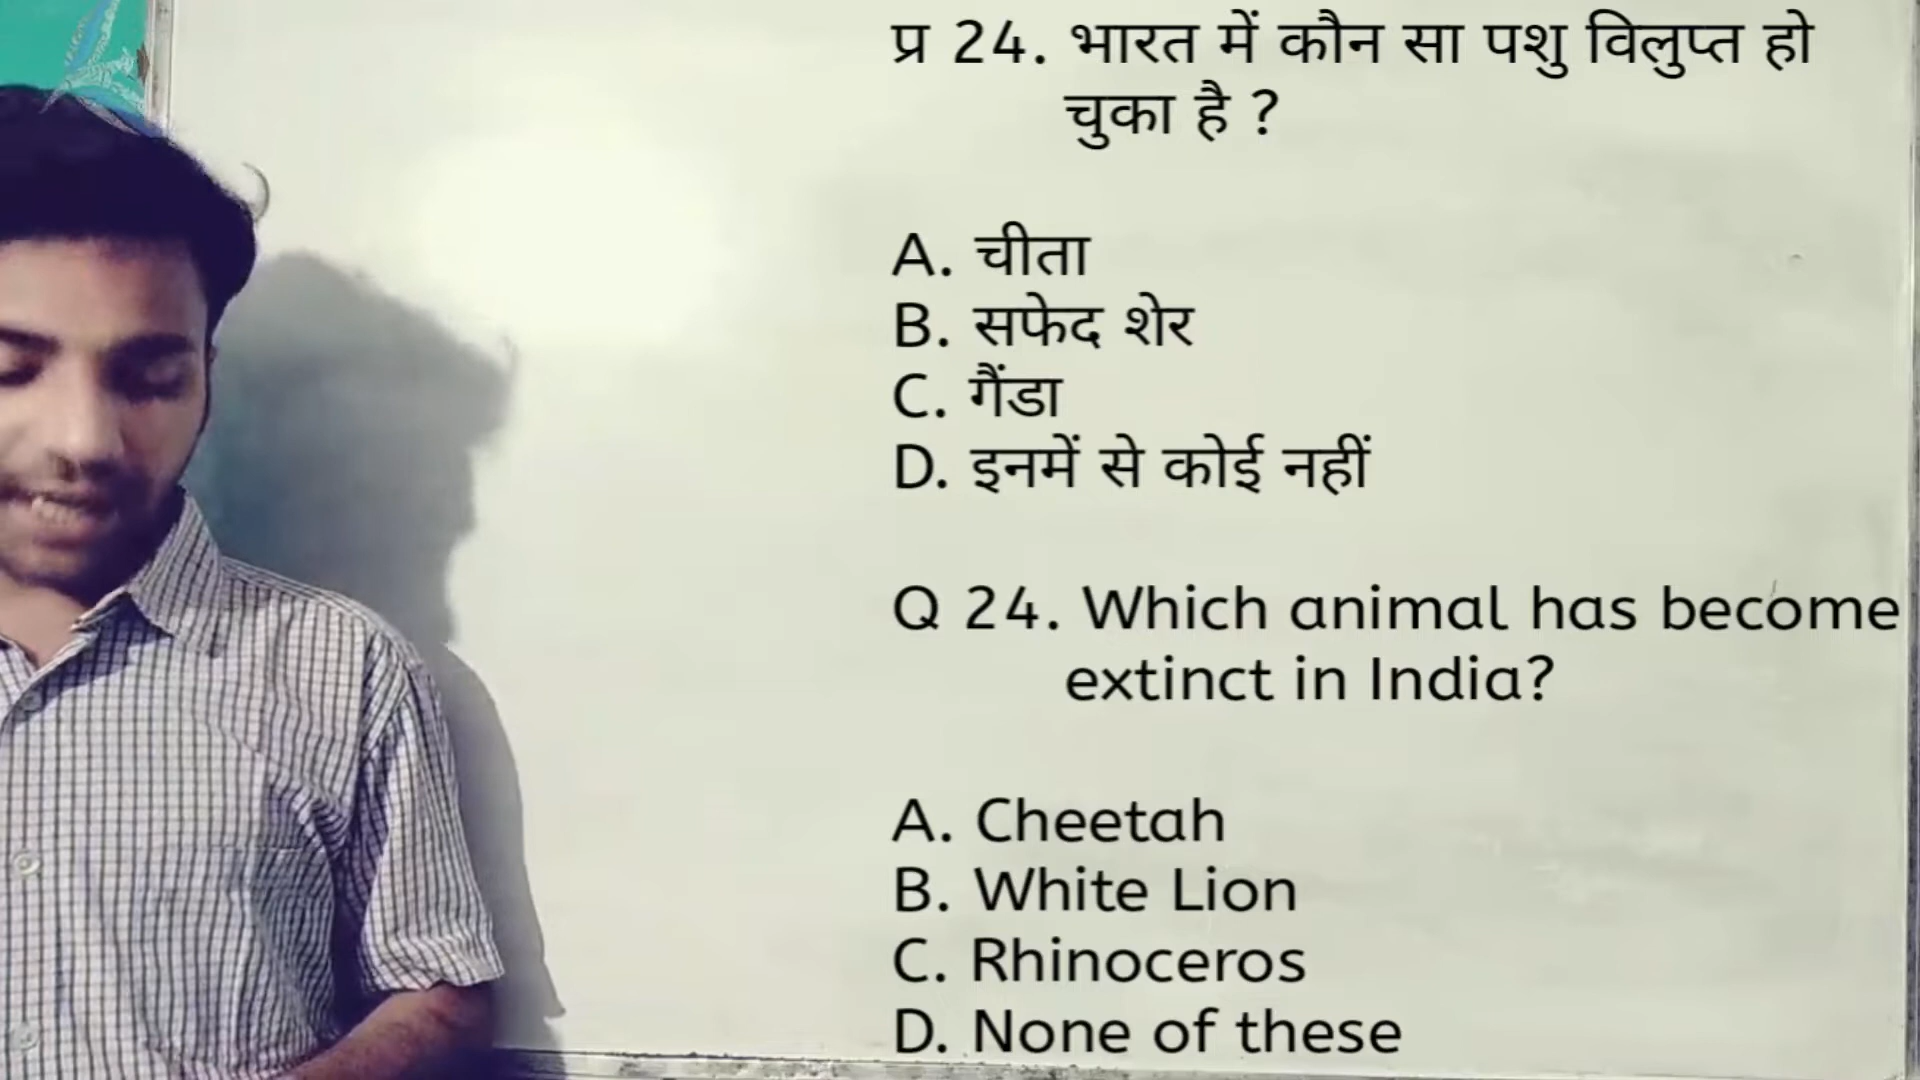 प्र 24. भारत में कौन सा पशु विलुप्त हो
चुका है ?
A. चीता
B. सफेद शेर
C. गैंडा
D. इनमें से कोई नहीं
Q 24. Which animal has become
extinct in India?
A. Cheetah
B. White Lion
C. Rhinoceros
D. None of these